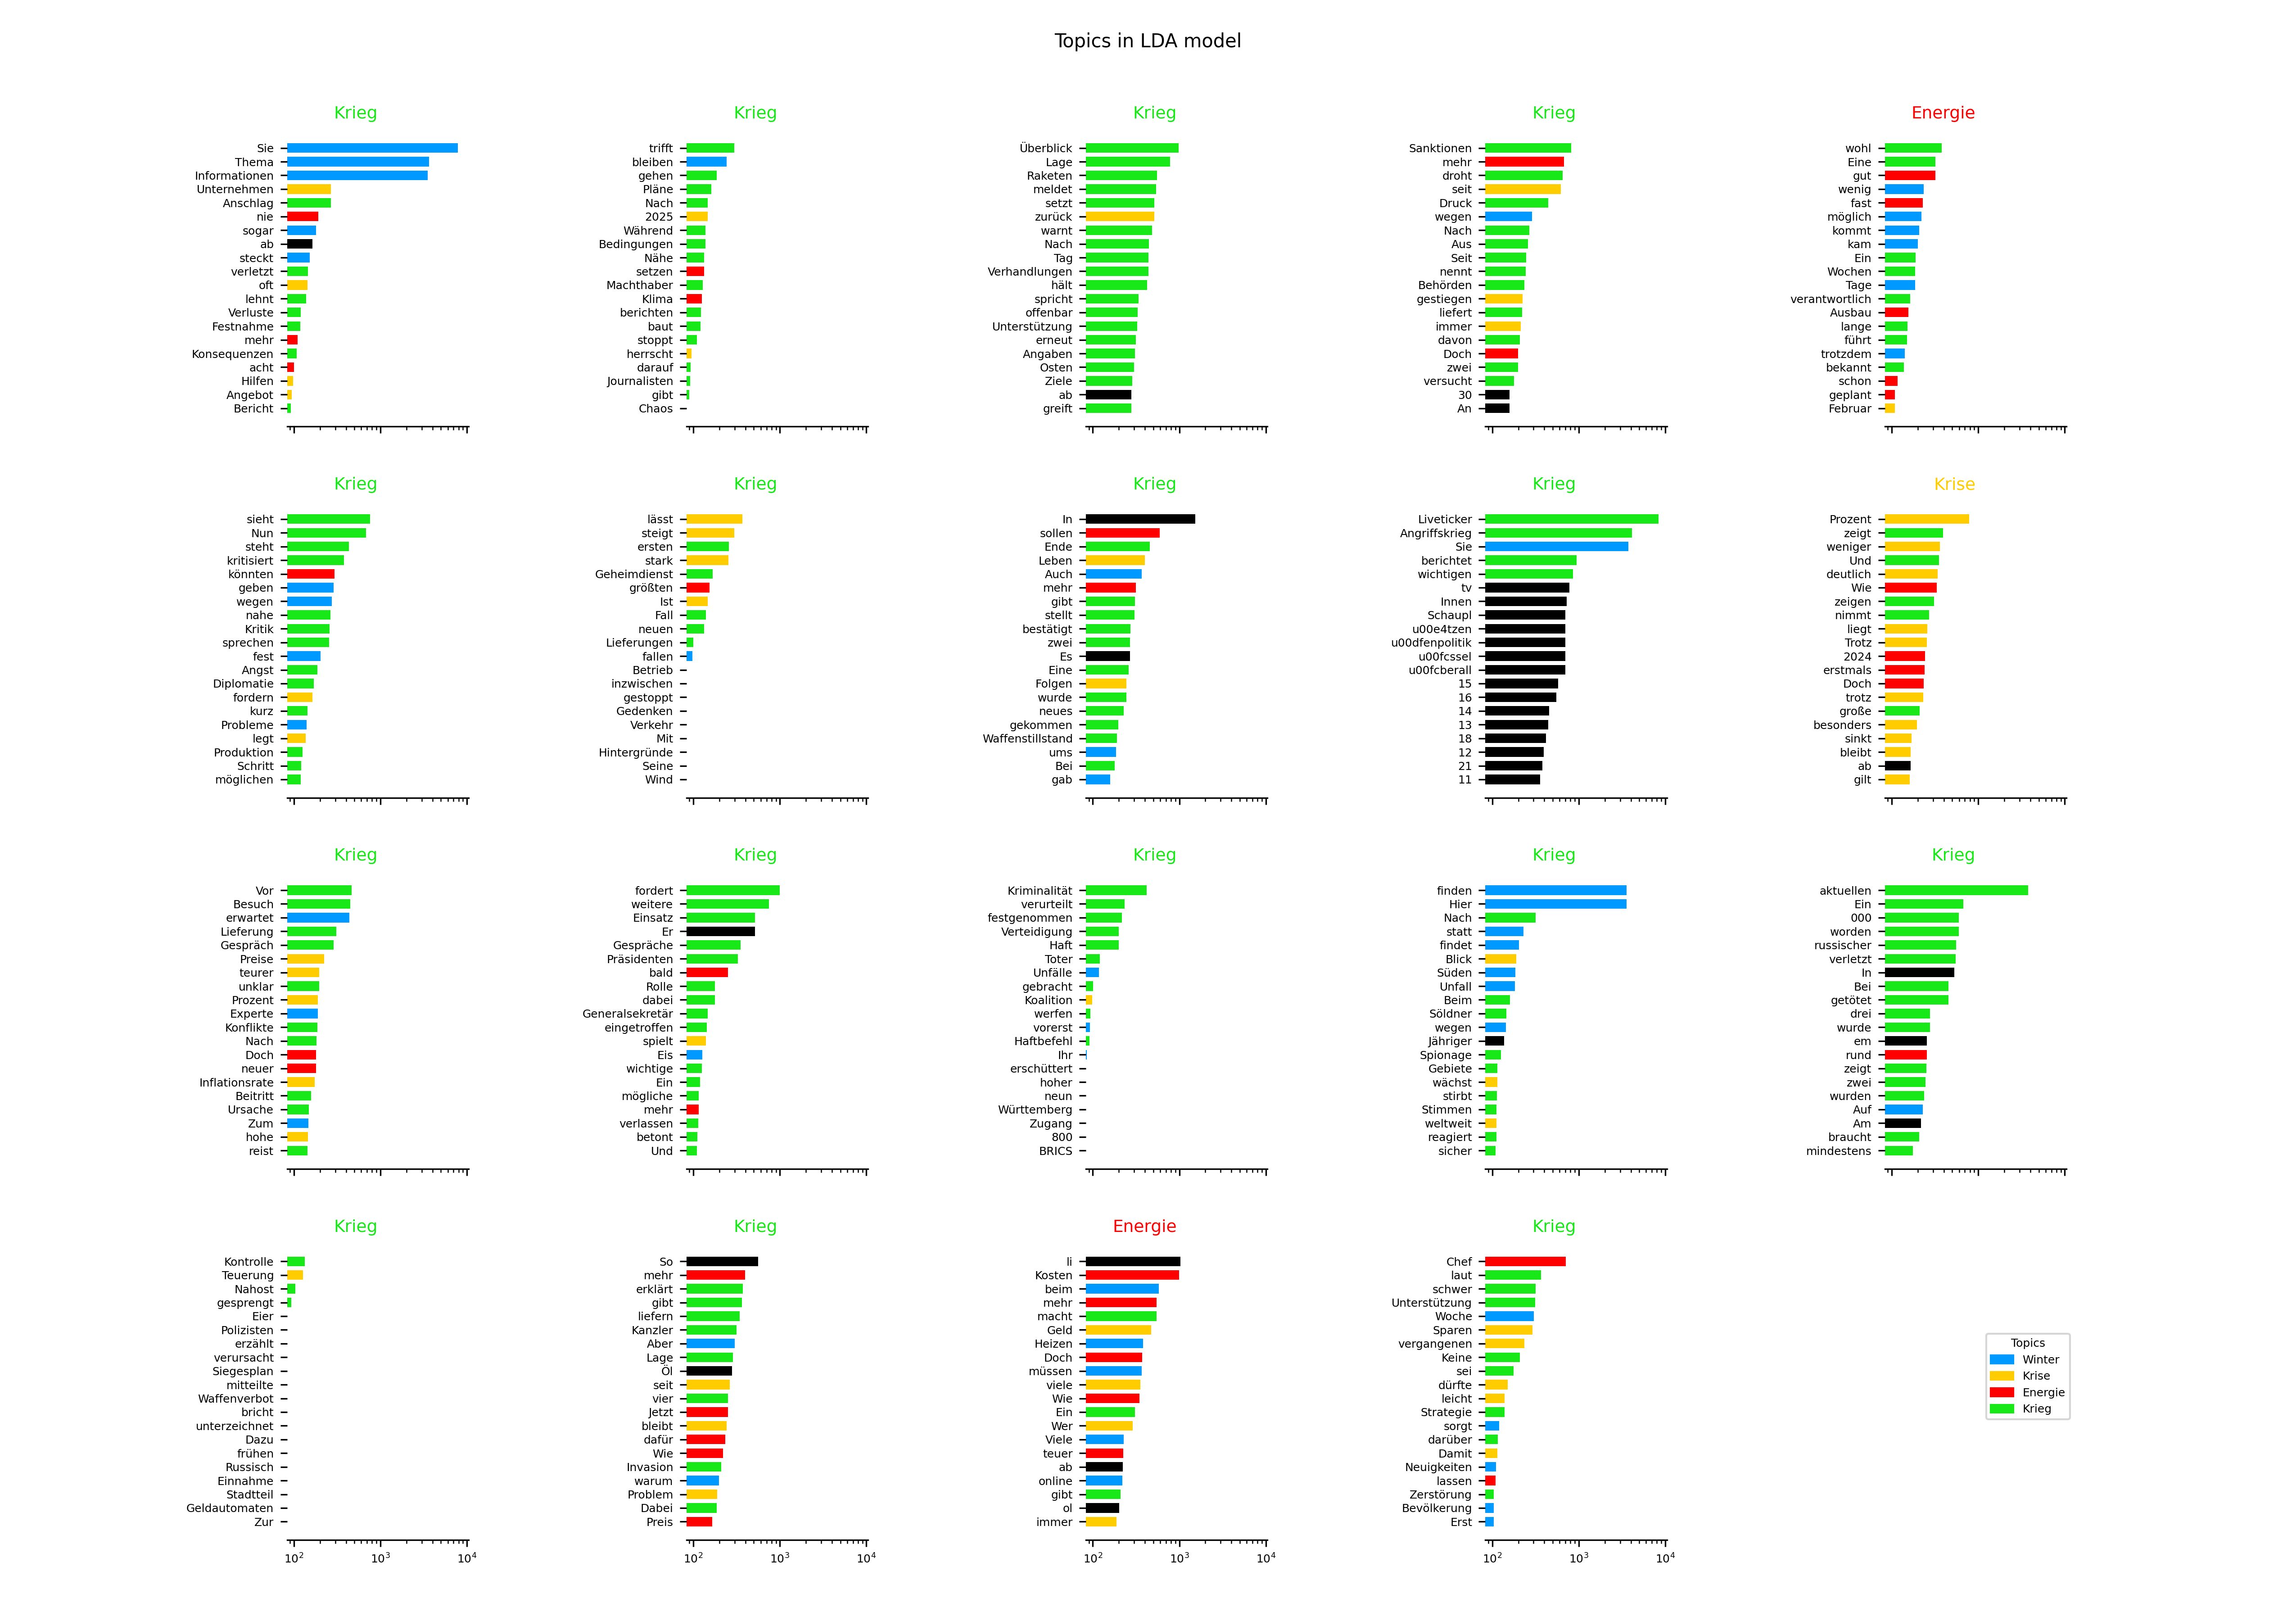 Topics in LDA model
Krieg
Sie
Thema
Informationen
Unternehmen
Anschlag
nie
sogar
ab
steckt
verletzt
oft
lehnt
Verluste
Festnahme
mehr
Konsequenzen
acht
Hilfen
Angebot
Bericht
Krieg
trifft
bleiben
gehen
Pläne
Nach
2025
Während
Bedingungen
Nähe
setzen
Machthaber
Klima
berichten
baut
stoppt
herrscht
darauf
Journalisten
gibt
Chaos
Krieg
Überblick
Lage
Raketen
meldet
setzt
zurück
warnt
Nach
Tag
Verhandlungen
hält
spricht
offenbar
Unterstützung
erneut
Angaben
Osten
Ziele
ab
greift
Krieg
Sanktionen
mehr
droht
seit
Druck
wegen
Nach
Aus
Seit
nennt
Behörden
gestiegen
liefert
immer
davon
Doch
zwei
versucht
30
An
Energie
wohl
Eine
gut
wenig
fast
möglich
kommt
kam
Ein
Wochen
Tage
verantwortlich
Ausbau
lange
führt
trotzdem
bekannt
schon
geplant
Februar
Krieg
sieht
Nun
steht
kritisiert
könnten
geben
wegen
nahe
Kritik
sprechen
fest
Angst
Diplomatie
fordern
kurz
Probleme
legt
Produktion
Schritt
möglichen
Krieg
lässt
steigt
ersten
stark
Geheimdienst
größten
Ist
Fall
neuen
Lieferungen
fallen
Betrieb
inzwischen
gestoppt
Gedenken
Verkehr
Mit
Hintergründe
Seine
Wind
Krieg
In
sollen
Ende
Leben
Auch
mehr
gibt
stellt
bestätigt
zwei
Es
Eine
Folgen
wurde
neues
gekommen
Waffenstillstand
ums
Bei
gab
Krieg
Liveticker
Angriffskrieg
Sie
berichtet
wichtigen
tv
Innen
Schaupl
u00e4tzen
u00dfenpolitik
u00fcssel
u00fcberall
15
16
14
13
18
12
21
11
Krise
Prozent
zeigt
weniger
Und
deutlich
Wie
zeigen
nimmt
liegt
Trotz
2024
erstmals
Doch
trotz
große
besonders
sinkt
bleibt
ab
gilt
Krieg
Vor
Besuch
erwartet
Lieferung
Gespräch
Preise
teurer
unklar
Prozent
Experte
Konflikte
Nach
Doch
neuer
Inflationsrate
Beitritt
Ursache
Zum
hohe
reist
Krieg
fordert
weitere
Einsatz
Er
Gespräche
Präsidenten
bald
Rolle
dabei
Generalsekretär
eingetroffen
spielt
Eis
wichtige
Ein
mögliche
mehr
verlassen
betont
Und
Krieg
Kriminalität
verurteilt
festgenommen
Verteidigung
Haft
Toter
Unfälle
gebracht
Koalition
werfen
vorerst
Haftbefehl
Ihr
erschüttert
hoher
neun
Württemberg
Zugang
800
BRICS
Krieg
finden
Hier
Nach
statt
findet
Blick
Süden
Unfall
Beim
Söldner
wegen
Jähriger
Spionage
Gebiete
wächst
stirbt
Stimmen
weltweit
reagiert
sicher
Krieg
aktuellen
Ein
000
worden
russischer
verletzt
In
Bei
getötet
drei
wurde
em
rund
zeigt
zwei
wurden
Auf
Am
braucht
mindestens
Krieg
Kontrolle
Teuerung
Nahost
gesprengt
Eier
Polizisten
erzählt
verursacht
Siegesplan
mitteilte
Waffenverbot
bricht
unterzeichnet
Dazu
frühen
Russisch
Einnahme
Stadtteil
Geldautomaten
Zur
10² 10³ 10⁴
Krieg
So
mehr
erklärt
gibt
liefern
Kanzler
Aber
Lage
Öl
seit
vier
Jetzt
bleibt
dafür
Wie
Invasion
warum
Problem
Dabei
Preis
10² 10³ 10⁴
Energie
li
Kosten
beim
mehr
macht
Geld
Heizen
Doch
müssen
viele
Wie
Ein
Wer
Viele
teuer
ab
online
gibt
ol
immer
10² 10³ 10⁴
Krieg
Chef
laut
schwer
Unterstützung
Woche
Sparen
vergangenen
Keine
sei
dürfte
leicht
Strategie
sorgt
darüber
Damit
Neuigkeiten
lassen
Zerstörung
Bevölkerung
Erst
10² 10³ 10⁴
Topics
Winter
Krise
Energie
Krieg